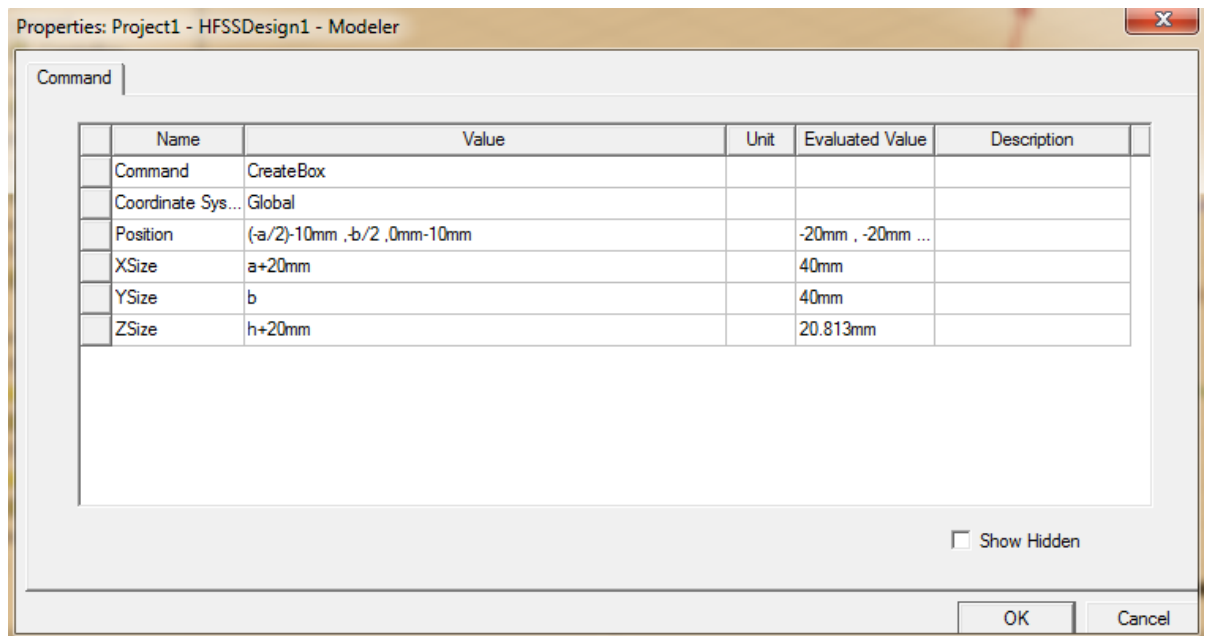 Properties: Project1 - HFSSDesign1 - Modeler
X
Command
Name Value Unit Evaluated Value Description
Command CreateBox
Coordinate Sys... Global
Position (-a/2)-10mm ,-b/2 ,0mm-10mm -20mm , -20mm ...
XSize a+20mm 40mm
YSize b 40mm
ZSize h+20mm 20.813mm
Show Hidden
OK Cancel